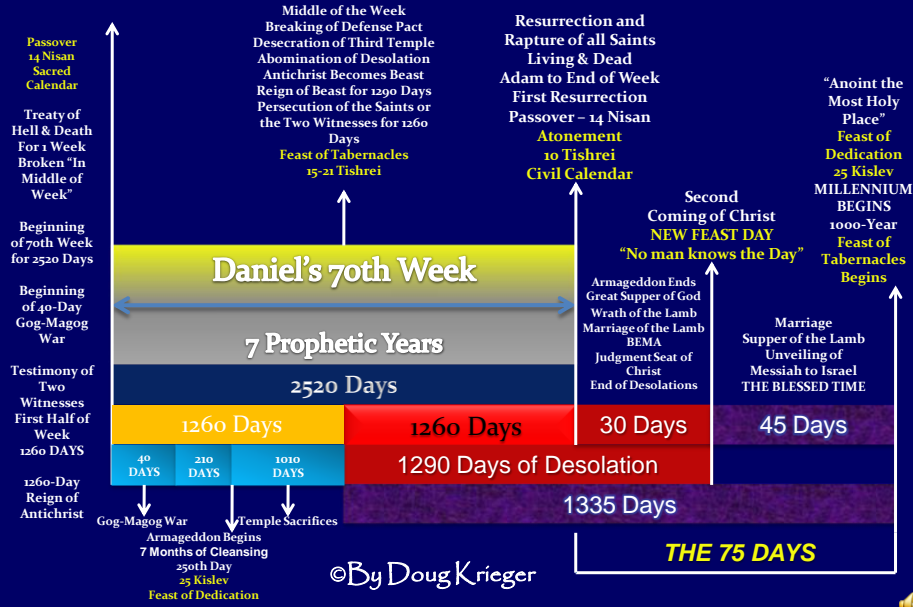 Passover
14 Nisan
Sacred
Calendar
Treaty of
Hell & Death
For 1 Week
Broken “In
Middle of
Week”
Beginning
of 70th Week
for 2520 Days
Beginning
of 40-Day
Gog-Magog
War
Testimony of
Two
Witnesses
First Half of
Week
1260 DAYS
1260-Day
Reign of
Antichrist
Middle of the Week
Breaking of Defense Pact
Desecration of Third Temple
Abomination of Desolation
Antichrist Becomes Beast
Reign of Beast for 1290 Days
Persecution of the Saints or
the Two Witnesses for 1260
Days
Feast of Tabernacles
15-21 Tishrei
Resurrection and
Rapture of all Saints
Living & Dead
Adam to End of Week
First Resurrection
Passover – 14 Nisan
Atonement
10 Tishrei
Civil Calendar
Second
Coming of Christ
NEW FEAST DAY
“No man knows the Day”
“Anoint the
Most Holy
Place”
Feast of
Dedication
25 Kislev
MILLENNIUM
BEGINS
1000-Year
Feast of
Tabernacles
Begins
Daniel’s 70th Week
7 Prophetic Years
2520 Days
1260 Days
1260 Days
Armageddon Ends
Great Supper of God
Wrath of the Lamb
Marriage of the Lamb
BEMA
Judgment Seat of
Christ
End of Desolations
30 Days
Marriage
Supper of the Lamb
Unveiling of
Messiah to Israel
THE BLESSED TIME
45 Days
40
DAYS
210
DAYS
1010
DAYS
1290 Days of Desolation
1335 Days
Gog-Magog War
Temple Sacrifices
Armageddon Begins
7 Months of Cleansing
250th Day
25 Kislev
Feast of Dedication
THE 75 DAYS
©By Doug Krieger